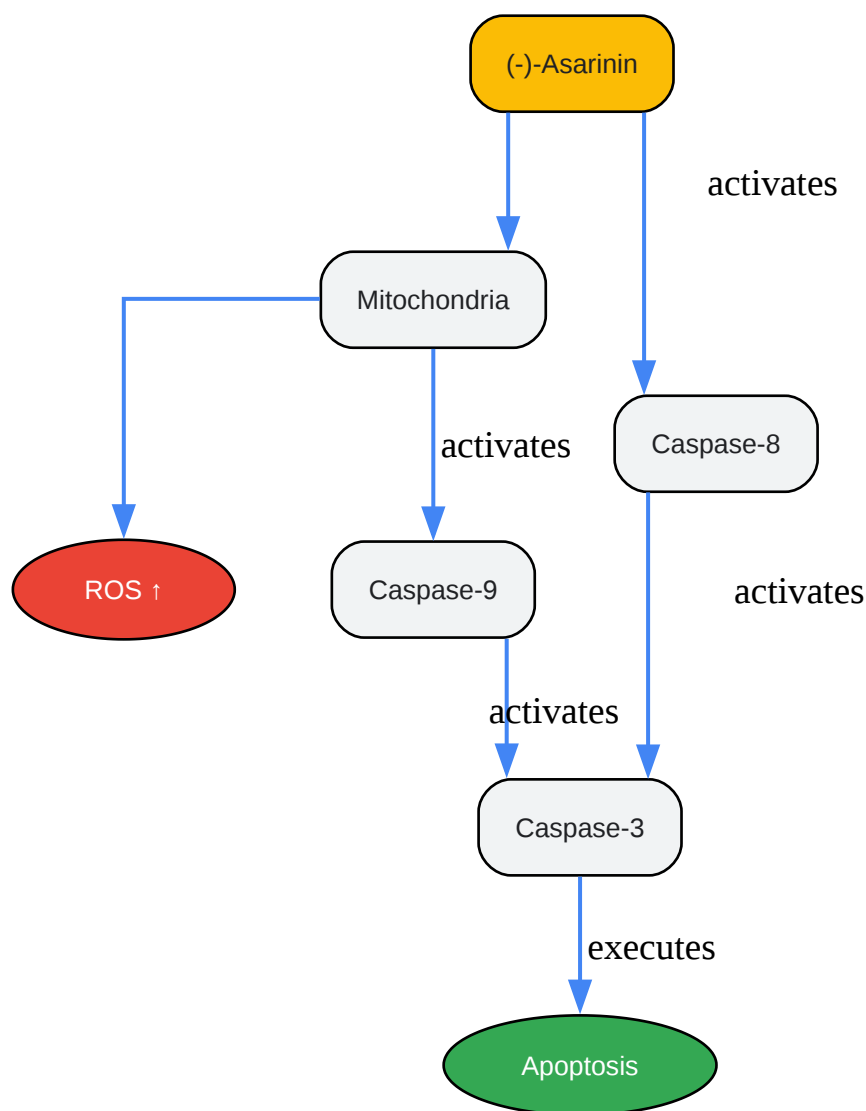 (-)-Asarinin
activates
Mitochondria
activates
Caspase-8
ROS ↑
Caspase-9
activates
activates
Caspase-3
executes
Apoptosis